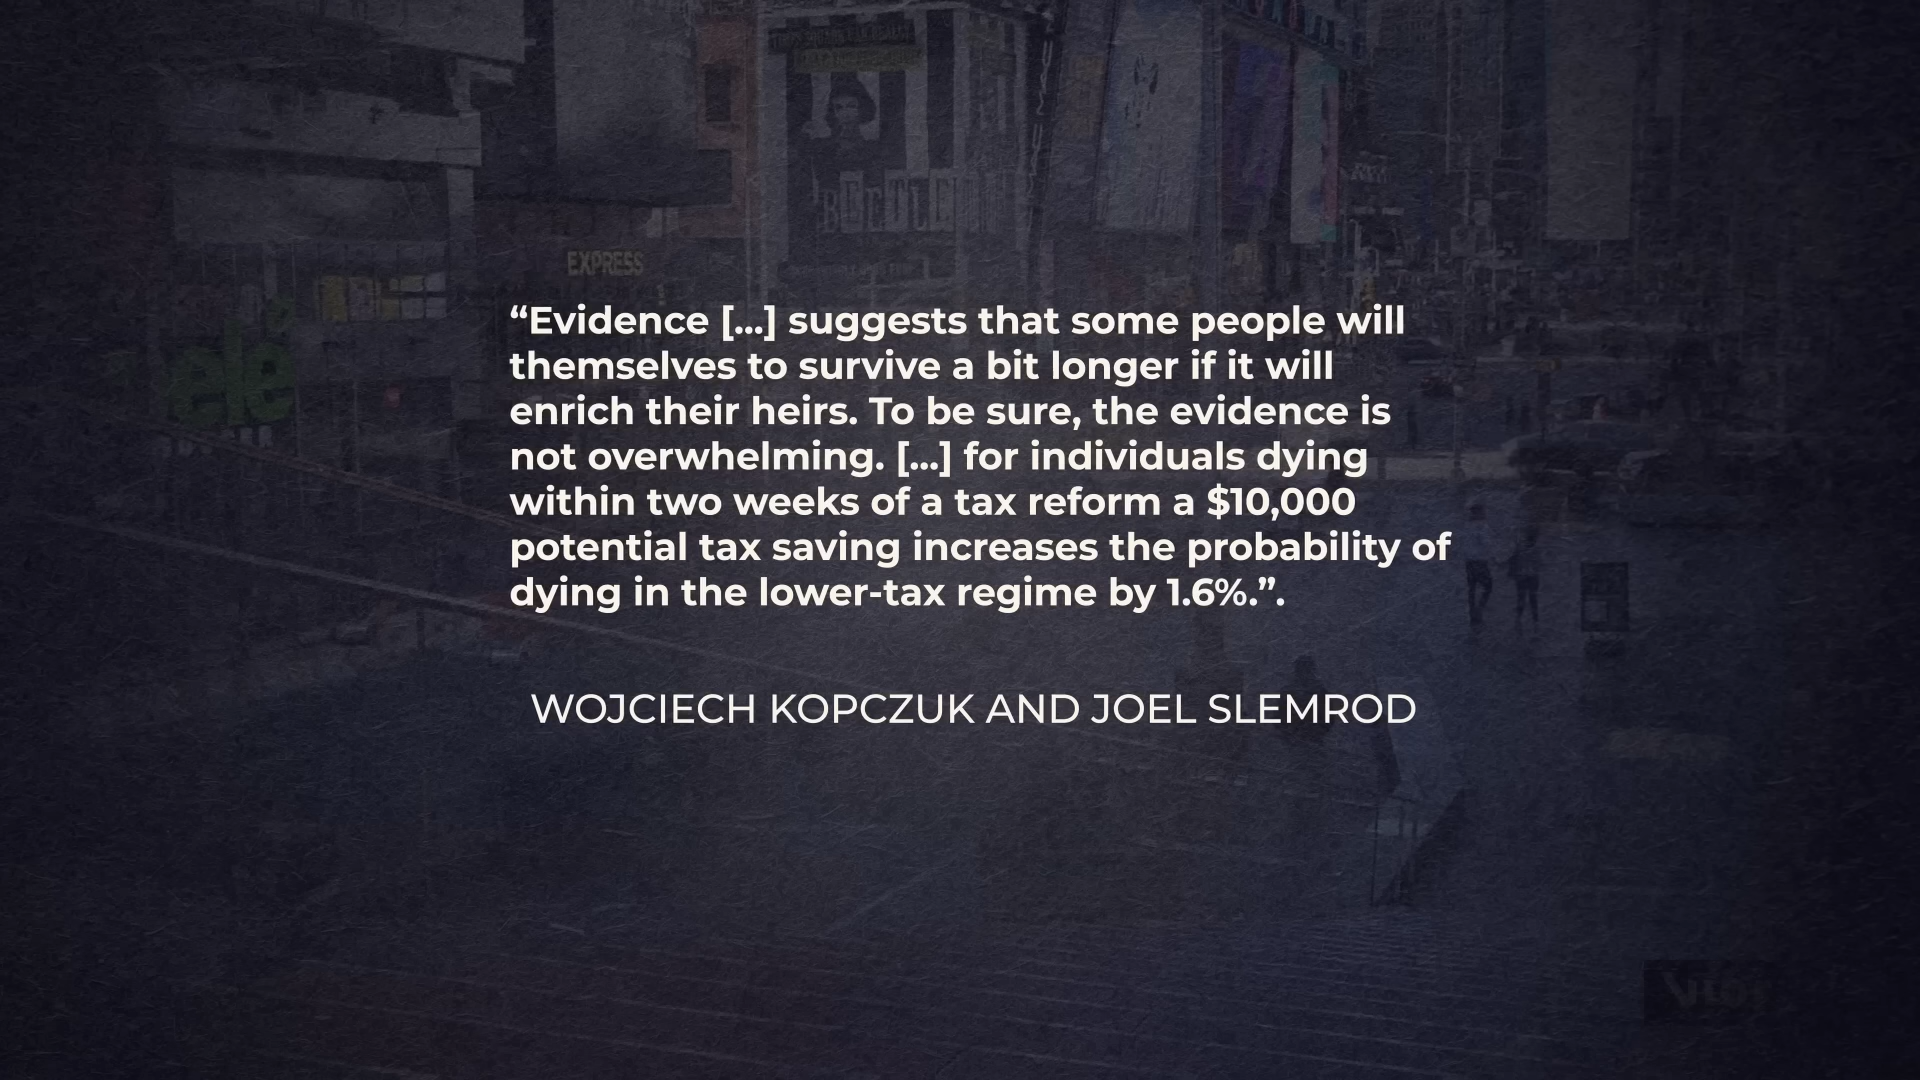 EXPRESS
“Evidence [...] suggests that some people will
themselves to survive a bit longer if it will
enrich their heirs. To be sure, the evidence is
not overwhelming. [...] for individuals dying
within two weeks of a tax reform a $10,000
potential tax saving increases the probability of
dying in the lower-tax regime by 1.6%.”.
WOJCIECH KOPCZUK AND JOEL SLEMROD